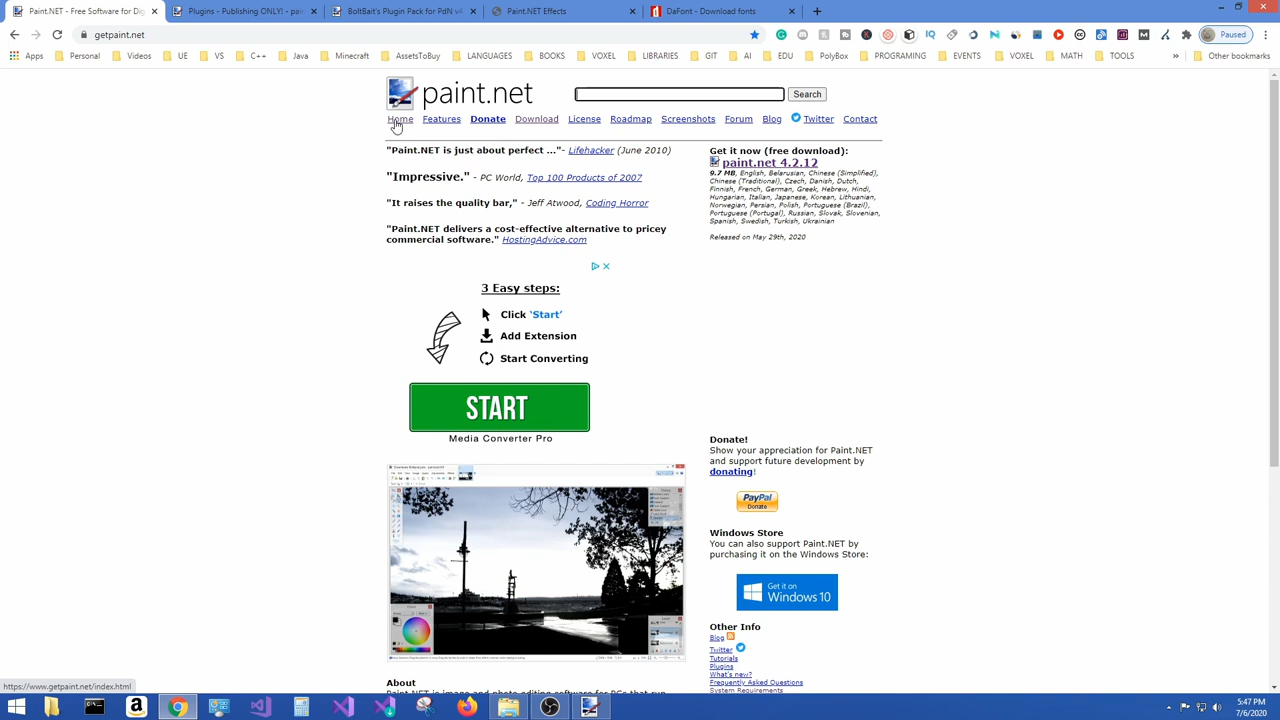 Paint.NET - Free Software for Dig
Plugins - Publishing ONLY! - pai
BoltBait's Plugin Pack for PdN v
Paint.NET Effects
DaFont - Download fonts
getpaint.net
Paused
Apps
Personal
Videos
UE
VS
C++
Java
Minecraft
AssetsToBuy
LANGUAGES
BOOKS
VOXEL
LIBRARIES
GIT
AI
EDU
PolyBox
PROGRAMING
EVENTS
VOXEL
MATH
TOOLS
»
Other bookmarks
paint.net
Search
Home
Features
Donate
Download
License
Roadmap
Screenshots
Forum
Blog
Twitter
Contact
"Paint.NET is just about perfect ..."- Lifehacker (June 2010)
"Impressive." - PC World, Top 100 Products of 2007
"It raises the quality bar," - Jeff Atwood, Coding Horror
"Paint.NET delivers a cost-effective alternative to pricey
commercial software." HostingAdvice.com
3 Easy steps:
Click ‘Start’
Add Extension
Start Converting
START
Media Converter Pro
About
Get it now (free download):
paint.net 4.2.12
9.7 MB, English, Belarusian, Chinese (Simplified),
Chinese (Traditional), Czech, Danish, Dutch,
Finnish, French, German, Greek, Hebrew, Hindi,
Hungarian, Italian, Japanese, Korean, Lithuanian,
Norwegian, Persian, Polish, Portuguese (Brazil),
Portuguese (Portugal), Russian, Slovak, Slovenian,
Spanish, Swedish, Turkish, Ukrainian
Released on May 29th, 2020
Donate!
Show your appreciation for Paint.NET
and support future development by
donating!
PayPal
Donate
Windows Store
You can also support Paint.NET by
purchasing it on the Windows Store:
Get it on
Windows 10
Other Info
Blog
Twitter
Tutorials
Plugins
What's new?
Frequently Asked Questions
System Requirements
https://www.getpaint.net/index.html
5:47 PM
7/6/2020